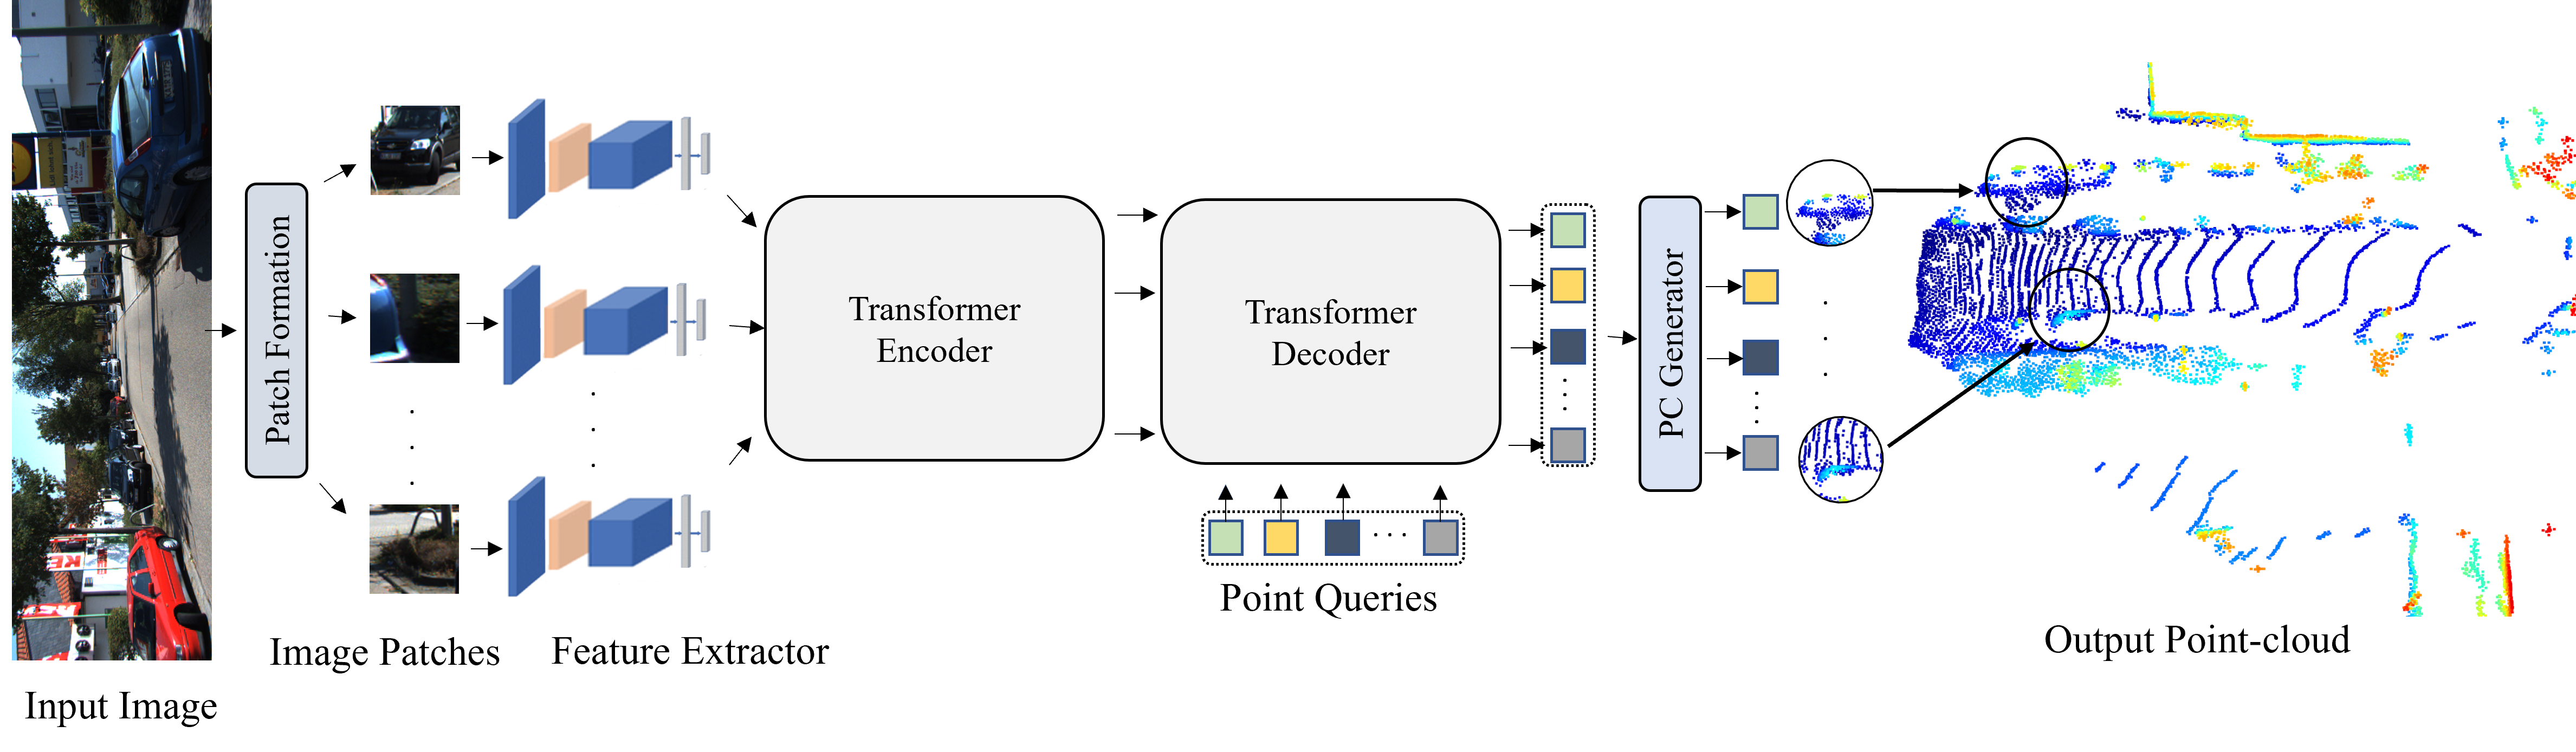 Patch Formation
Transformer
Encoder
Transformer
Decoder
PC Generator
Point Queries
Image Patches
Feature Extractor
Output Point-cloud
Input Image